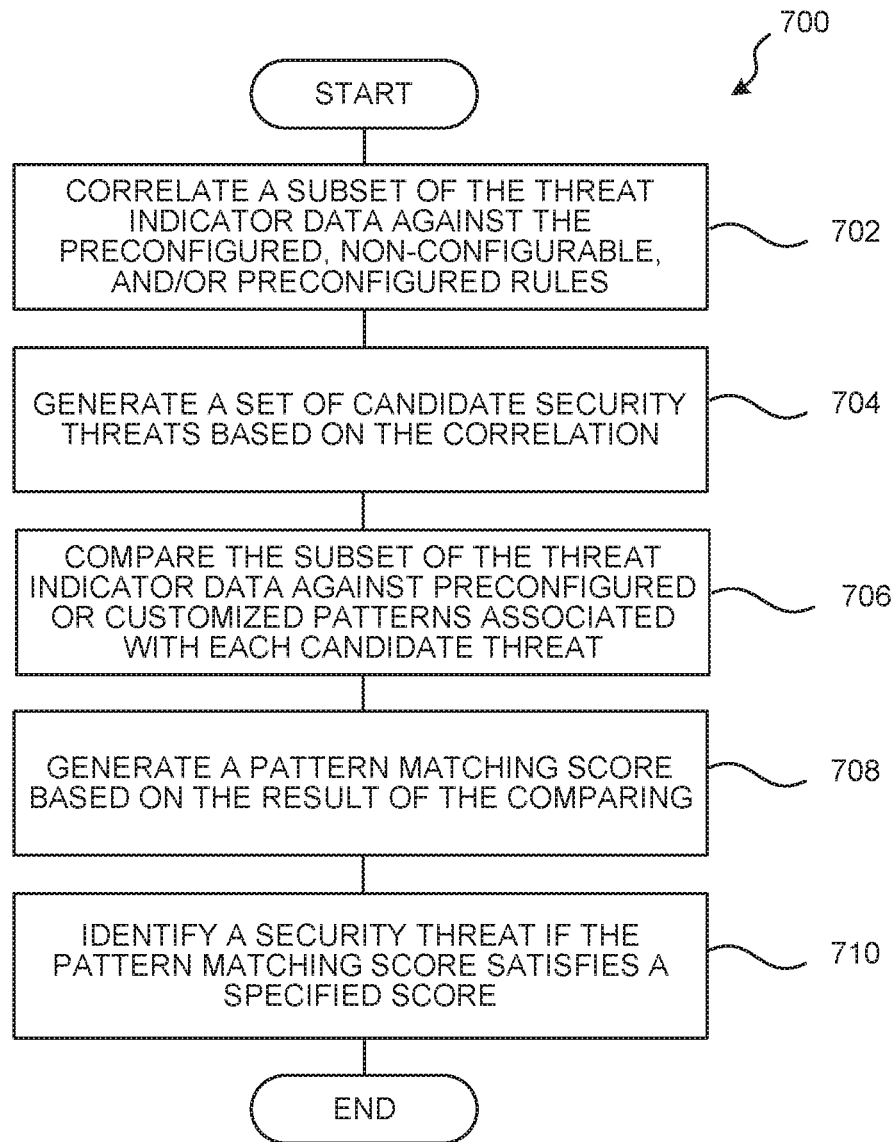 700
START
CORRELATE A SUBSET OF THE THREAT
INDICATOR DATA AGAINST THE
PRECONFIGURED, NON-CONFIGURABLE,
AND/OR PRECONFIGURED RULES
702
GENERATE A SET OF CANDIDATE SECURITY
THREATS BASED ON THE CORRELATION
704
COMPARE THE SUBSET OF THE THREAT
INDICATOR DATA AGAINST PRECONFIGURED
OR CUSTOMIZED PATTERNS ASSOCIATED
WITH EACH CANDIDATE THREAT
706
GENERATE A PATTERN MATCHING SCORE
BASED ON THE RESULT OF THE COMPARING
708
IDENTIFY A SECURITY THREAT IF THE
PATTERN MATCHING SCORE SATISFIES A
SPECIFIED SCORE
710
END